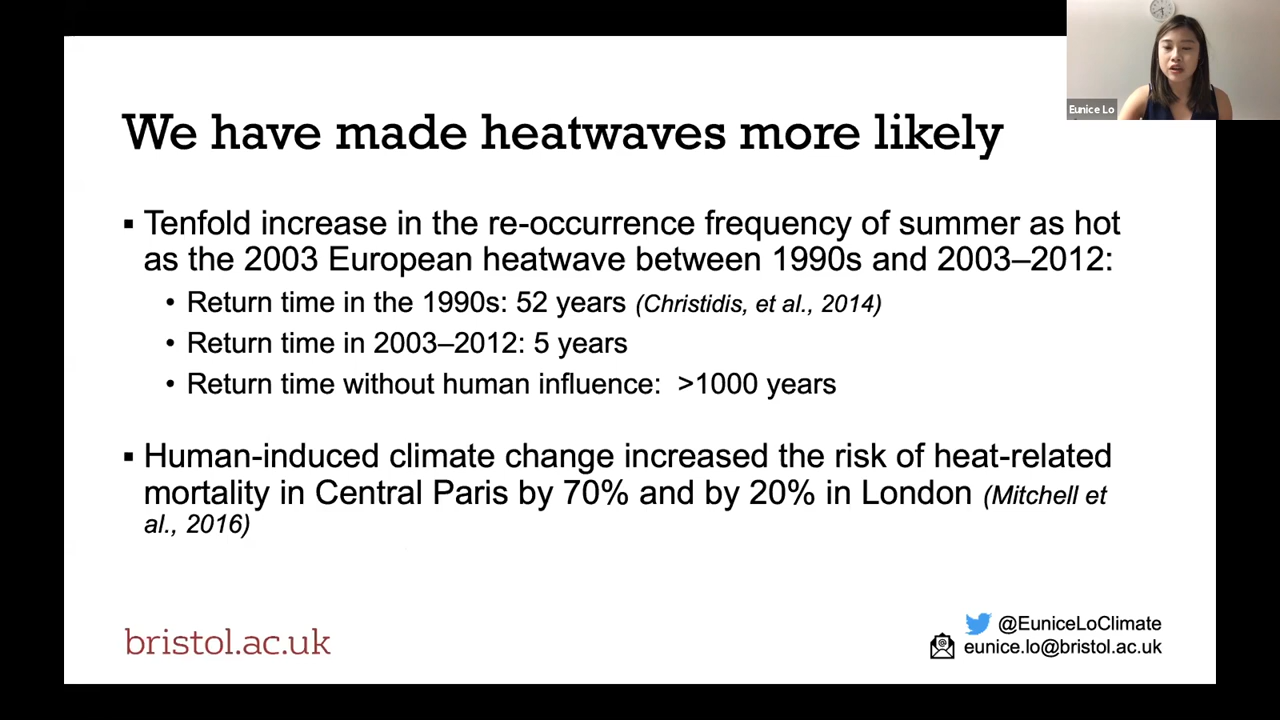 Eunice Lo
We have made heatwaves more likely
▪ Tenfold increase in the re-occurrence frequency of summer as hot
as the 2003 European heatwave between 1990s and 2003–2012:
• Return time in the 1990s: 52 years (Christidis, et al., 2014)
• Return time in 2003–2012: 5 years
• Return time without human influence:  >1000 years
▪ Human-induced climate change increased the risk of heat-related
mortality in Central Paris by 70% and by 20% in London (Mitchell et
al., 2016)
bristol.ac.uk
@EuniceLoClimate
eunice.lo@bristol.ac.uk